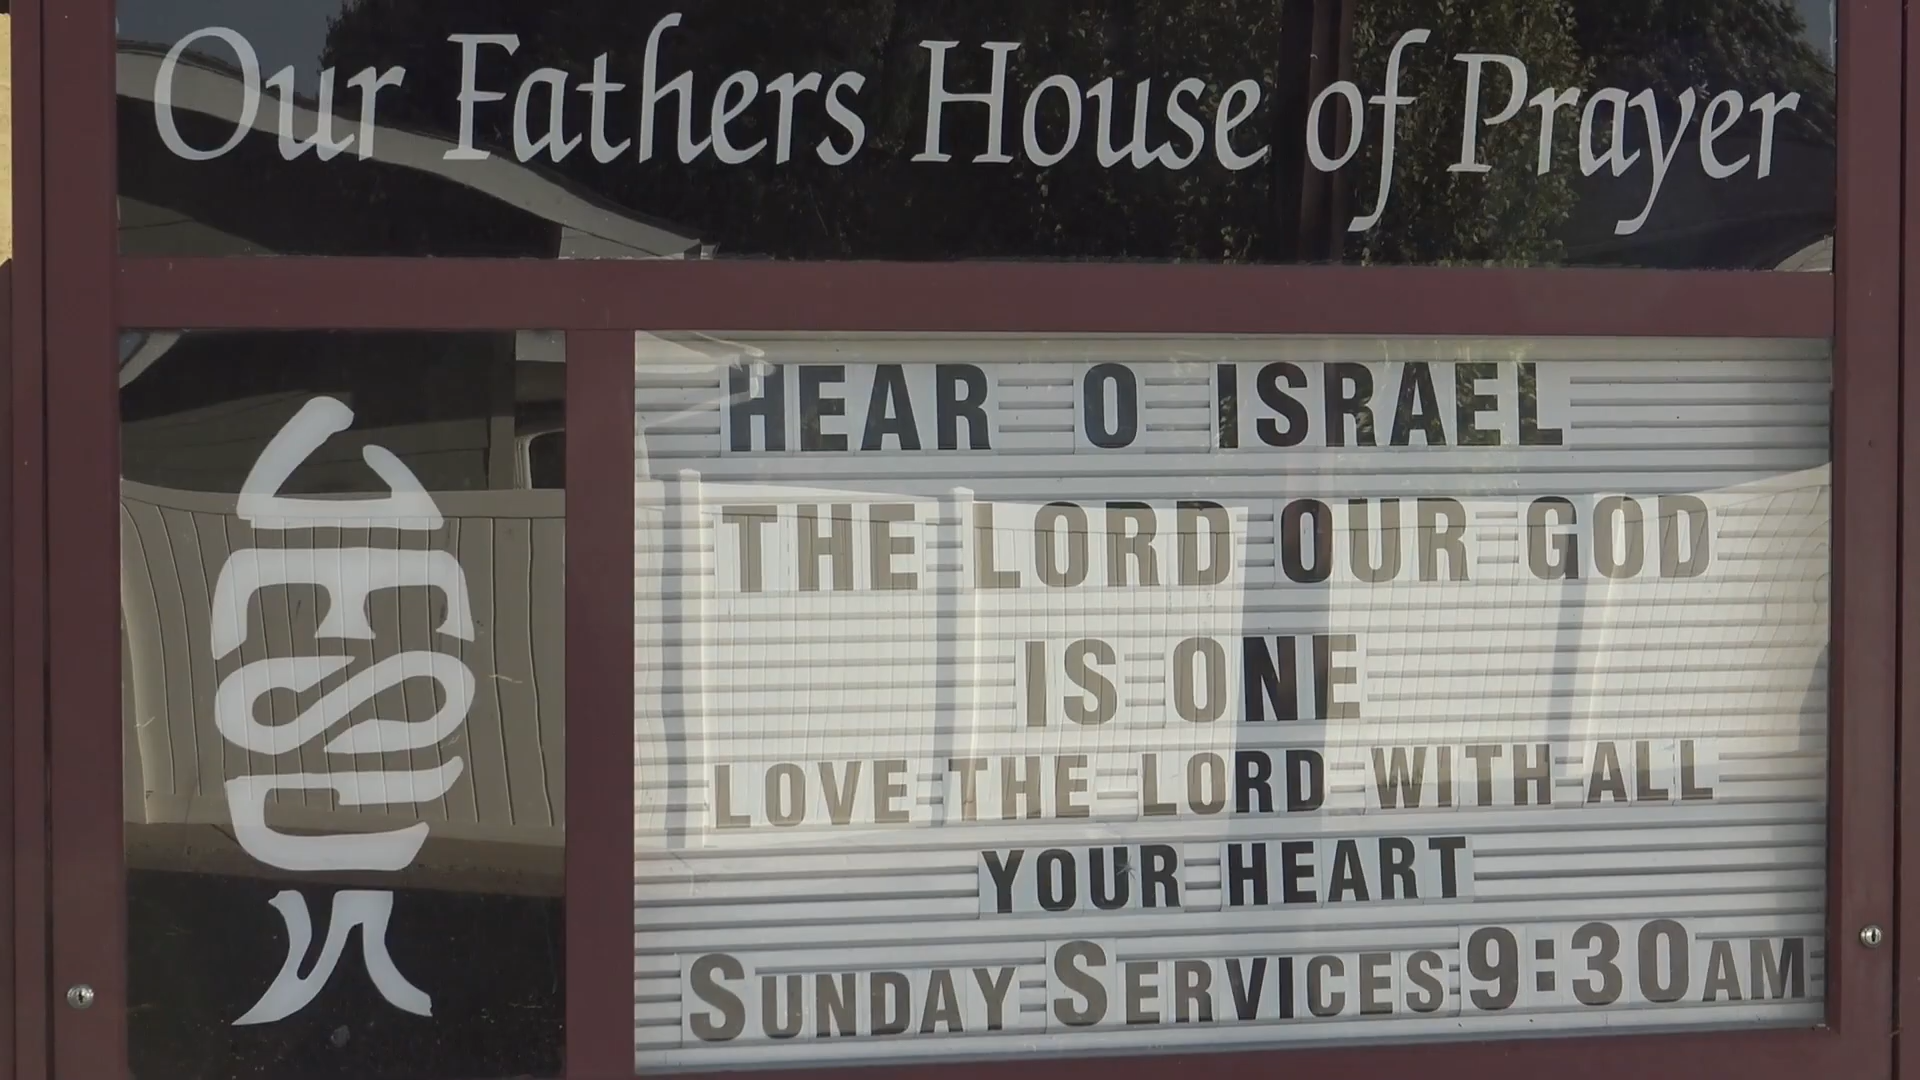 Our Fathers House of Prayer
JESUS
HEAR O ISRAEL
THE LORD OUR GOD
IS ONE
LOVE THE LORD WITH ALL
YOUR HEART
SUNDAY SERVICES 9:30AM